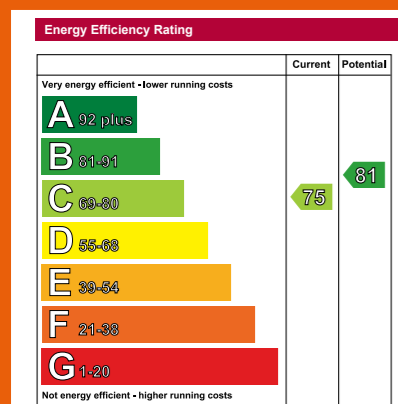 Energy Efficiency Rating
Current Potential
Very energy efficient - lower running costs
A 92 plus
B 81-91
81
C 69-80
75
D 55-68
E 39-54
F 21-38
G 1-20
Not energy efficient - higher running costs